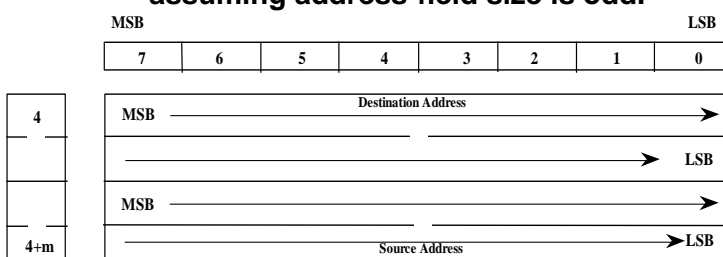 assuming address field size is odd.
MSB LSB
7 6 5 4 3 2 1 0
Destination Address
4 MSB
LSB
MSB
4+m Source Address LSB